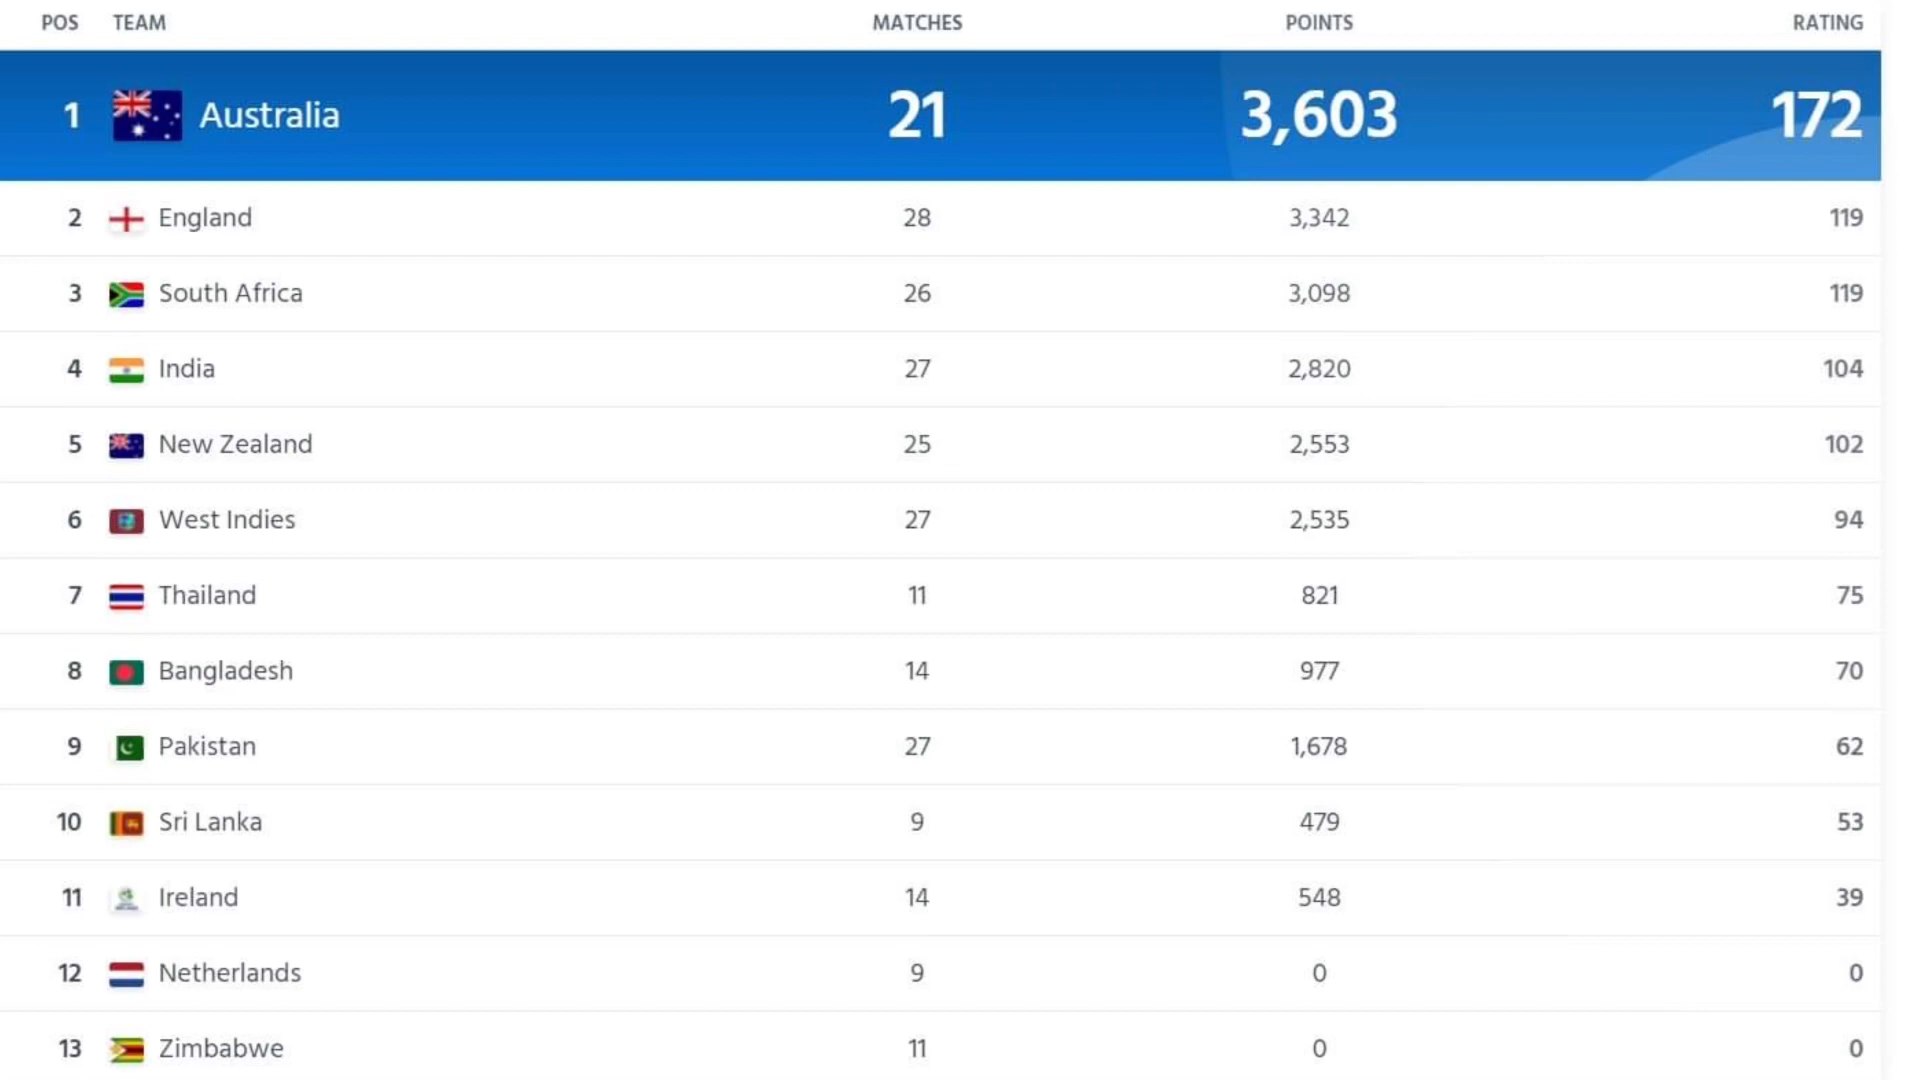 POS TEAM MATCHES POINTS RATING
1 Australia 21 3,603 172
2 England 28 3,342 119
3 South Africa 26 3,098 119
4 India 27 2,820 104
5 New Zealand 25 2,553 102
6 West Indies 27 2,535 94
7 Thailand 11 821 75
8 Bangladesh 14 977 70
9 Pakistan 27 1,678 62
10 Sri Lanka 9 479 53
11 Ireland 14 548 39
12 Netherlands 9 0 0
13 Zimbabwe 11 0 0